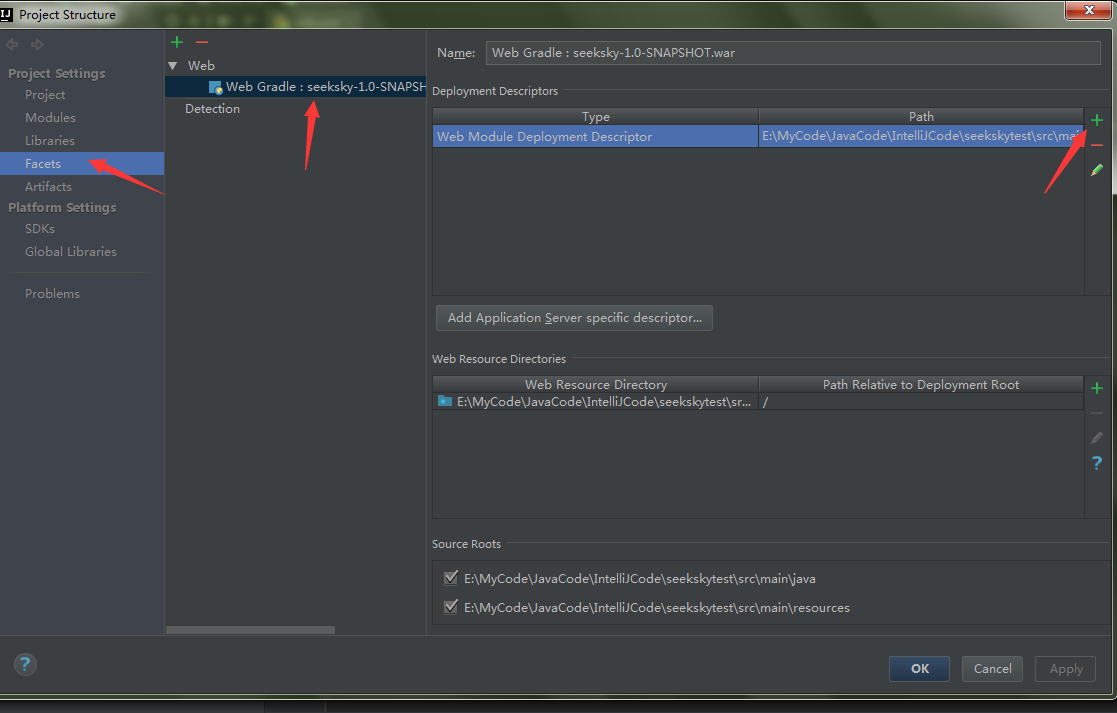 IJ Project Structure
Project Settings
Project
Modules
Libraries
Facets
Artifacts
Platform Settings
SDKs
Global Libraries
Problems
Web
Web Gradle : seeksky-1.0-SNAPSH
Detection
Name: Web Gradle : seeksky-1.0-SNAPSHOT.war
Deployment Descriptors
Type Path
Web Module Deployment Descriptor E:\MyCode\JavaCode\IntelliJCode\seekskytest\src\mai
Add Application Server specific descriptor...
Web Resource Directories
Web Resource Directory Path Relative to Deployment Root
E:\MyCode\JavaCode\IntelliJCode\seekskytest\sr... /
?
Source Roots
E:\MyCode\JavaCode\IntelliJCode\seekskytest\src\main\java
E:\MyCode\JavaCode\IntelliJCode\seekskytest\src\main\resources
? OK Cancel Apply